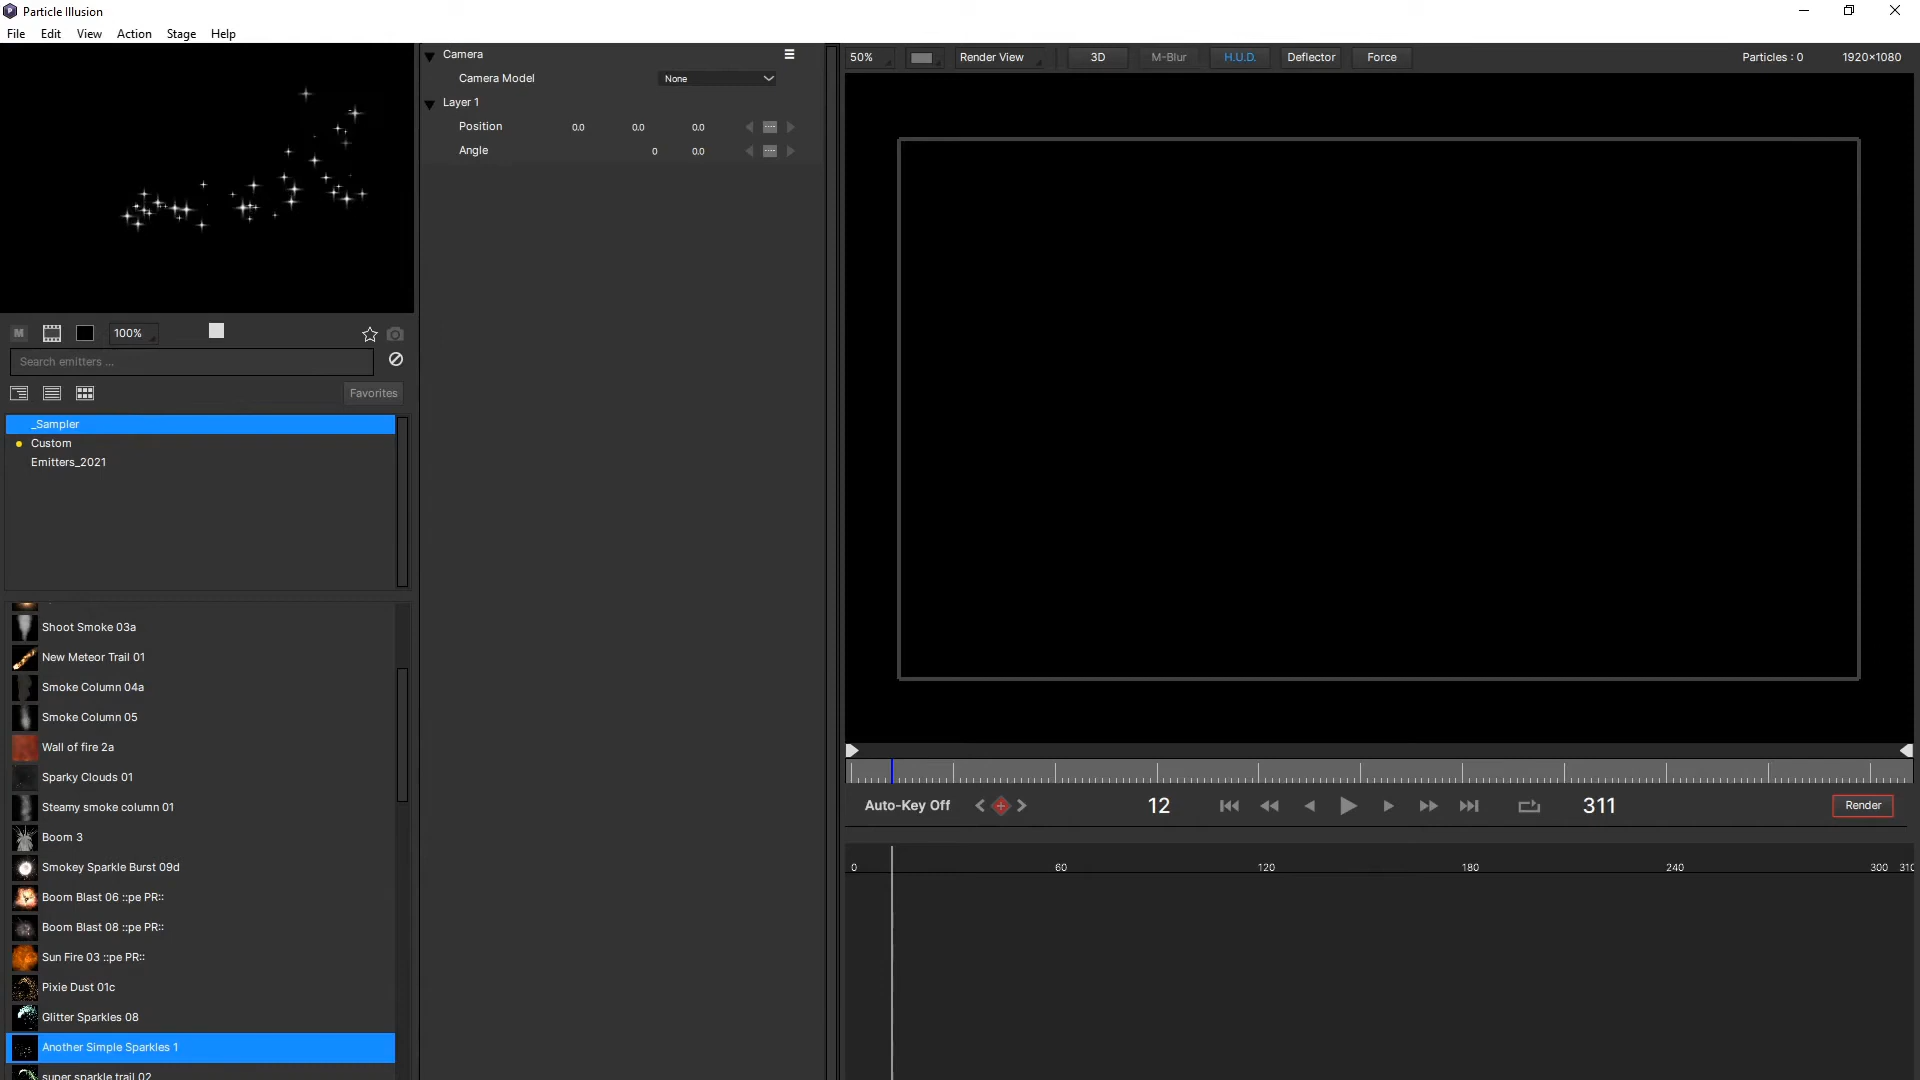 Particle Illusion
File Edit View Action Stage Help
Camera
Camera Model None
Layer 1
Position 0.0 0.0 0.0
Angle 0 0.0
50% Render View 3D M-Blur H.U.D. Deflector Force Particles : 0 1920×1080
M 100%
Search emitters ...
Favorites
_Sampler
Custom
Emitters_2021
Shoot Smoke 03a
New Meteor Trail 01
Smoke Column 04a
Smoke Column 05
Wall of fire 2a
Sparky Clouds 01
Steamy smoke column 01
Boom 3
Smokey Sparkle Burst 09d
Boom Blast 06 ::pe PR::
Boom Blast 08 ::pe PR::
Sun Fire 03 ::pe PR::
Pixie Dust 01c
Glitter Sparkles 08
Another Simple Sparkles 1
super sparkle trail 02
Auto-Key Off 12 311 Render
0 60 120 180 240 300 310